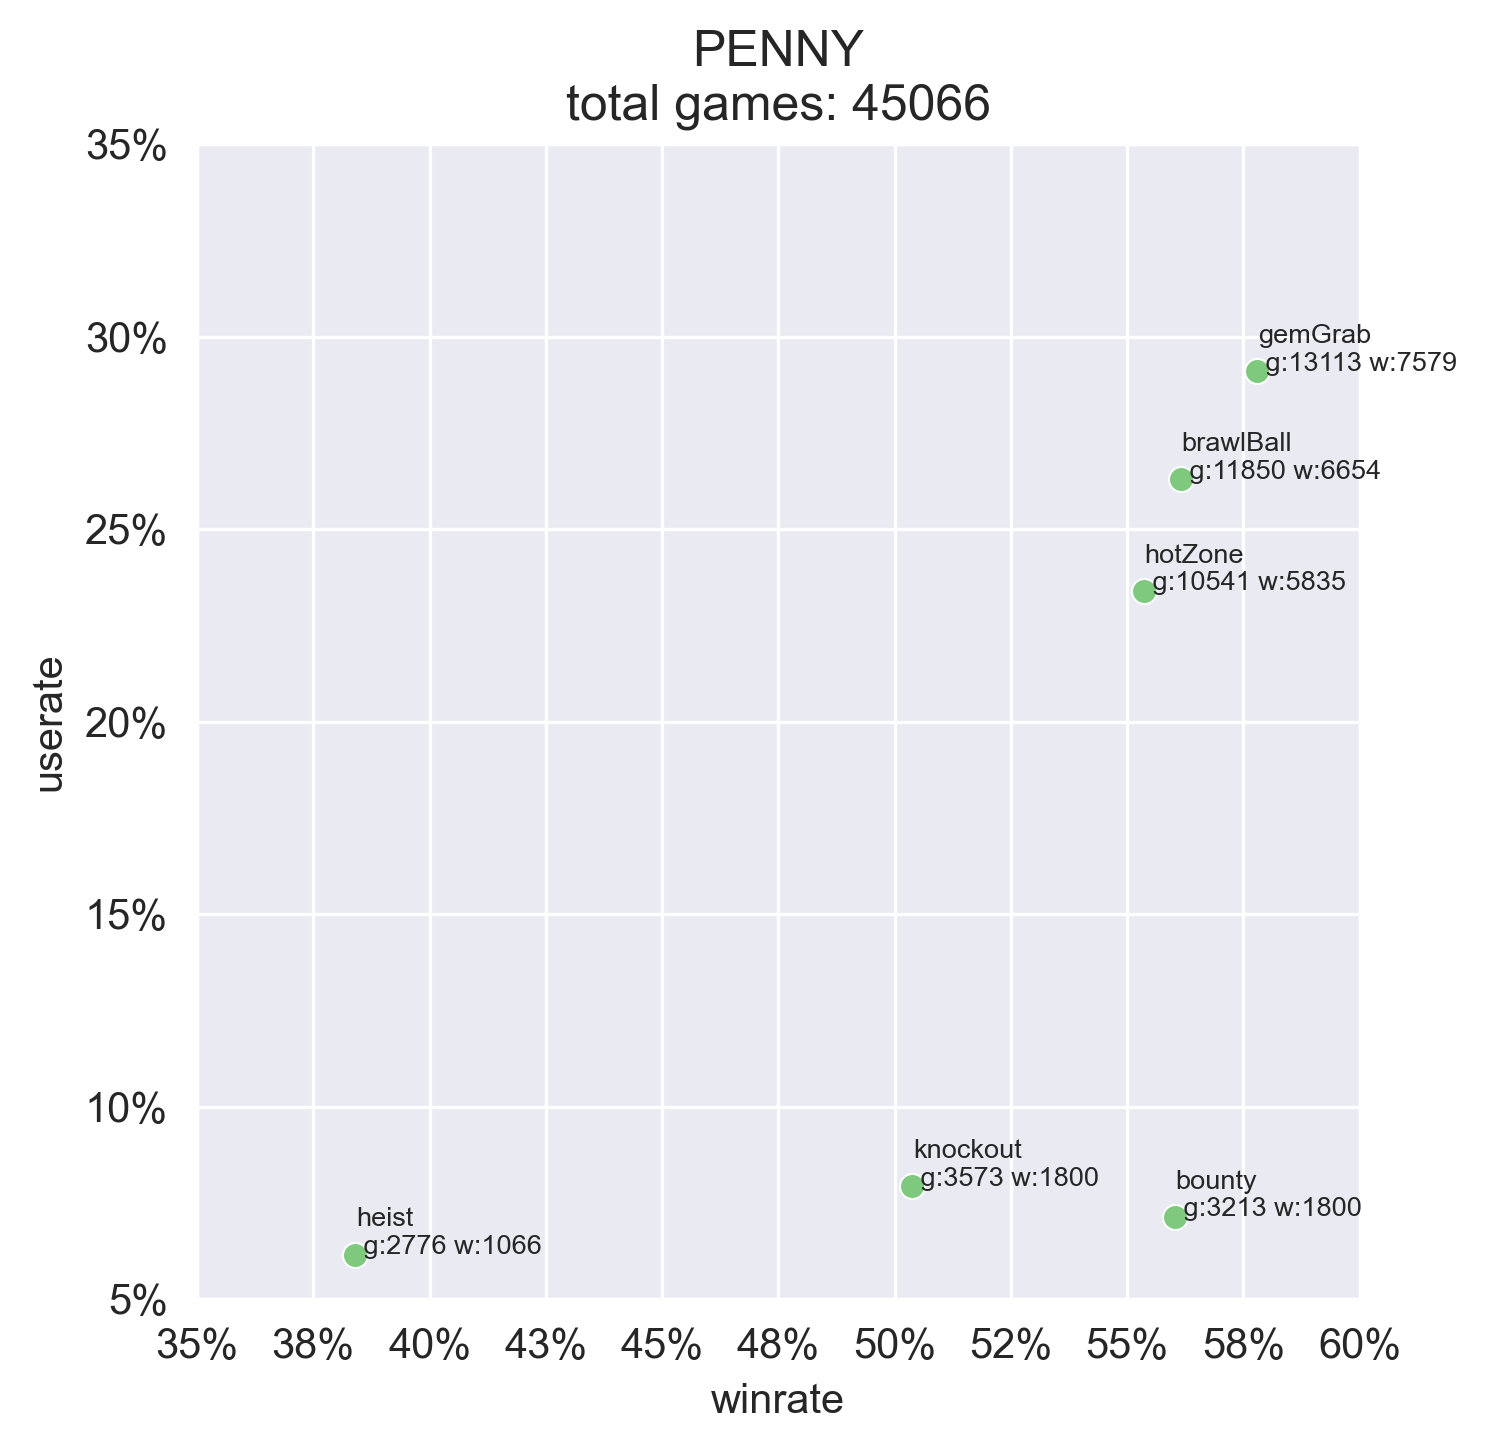 PENNY
total games: 45066
35%
30%
25%
20%
15%
10%
5%
userate
gemGrab
g:13113 w:7579
brawlBall
g:11850 w:6654
hotZone
g:10541 w:5835
knockout
g:3573 w:1800
bounty
g:3213 w:1800
heist
g:2776 w:1066
35% 38% 40% 43% 45% 48% 50% 52% 55% 58% 60%
winrate